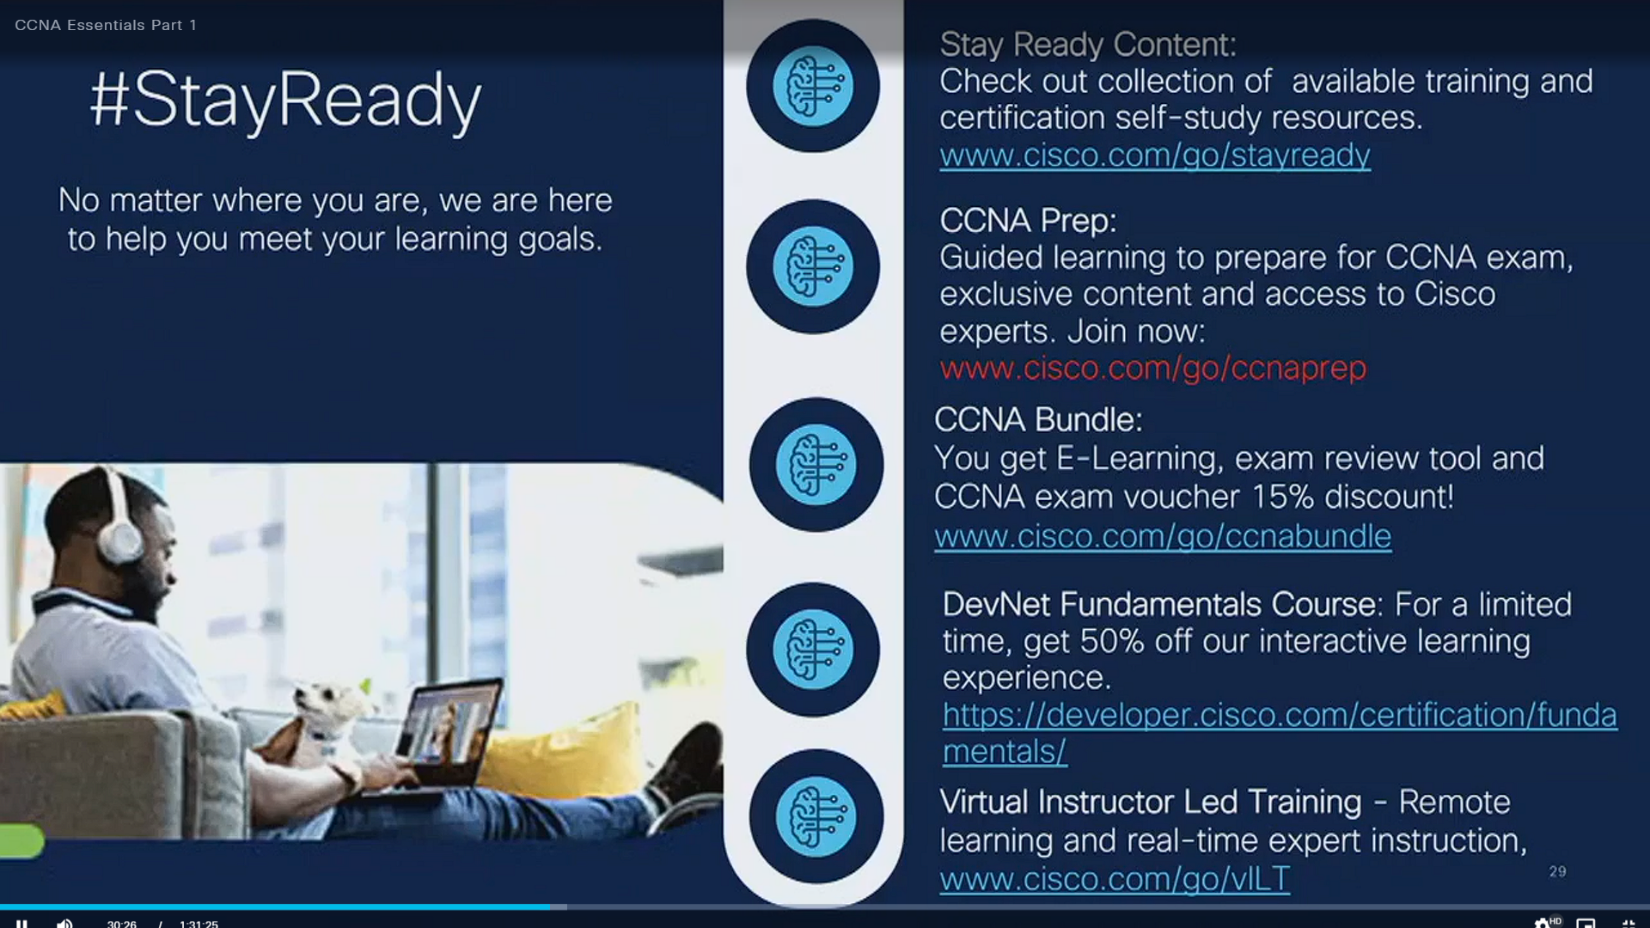 CCNA Essentials Part 1
#StayReady
No matter where you are, we are here
to help you meet your learning goals.
Stay Ready Content:
Check out collection of available training and
certification self-study resources.
www.cisco.com/go/stayready
CCNA Prep:
Guided learning to prepare for CCNA exam,
exclusive content and access to Cisco
experts. Join now:
www.cisco.com/go/ccnaprep
CCNA Bundle:
You get E-Learning, exam review tool and
CCNA exam voucher 15% discount!
www.cisco.com/go/ccnabundle
DevNet Fundamentals Course: For a limited
time, get 50% off our interactive learning
experience.
https://developer.cisco.com/certification/funda
mentals/
Virtual Instructor Led Training - Remote
learning and real-time expert instruction,
www.cisco.com/go/vILT
29
30:26 / 1:31:25
HD